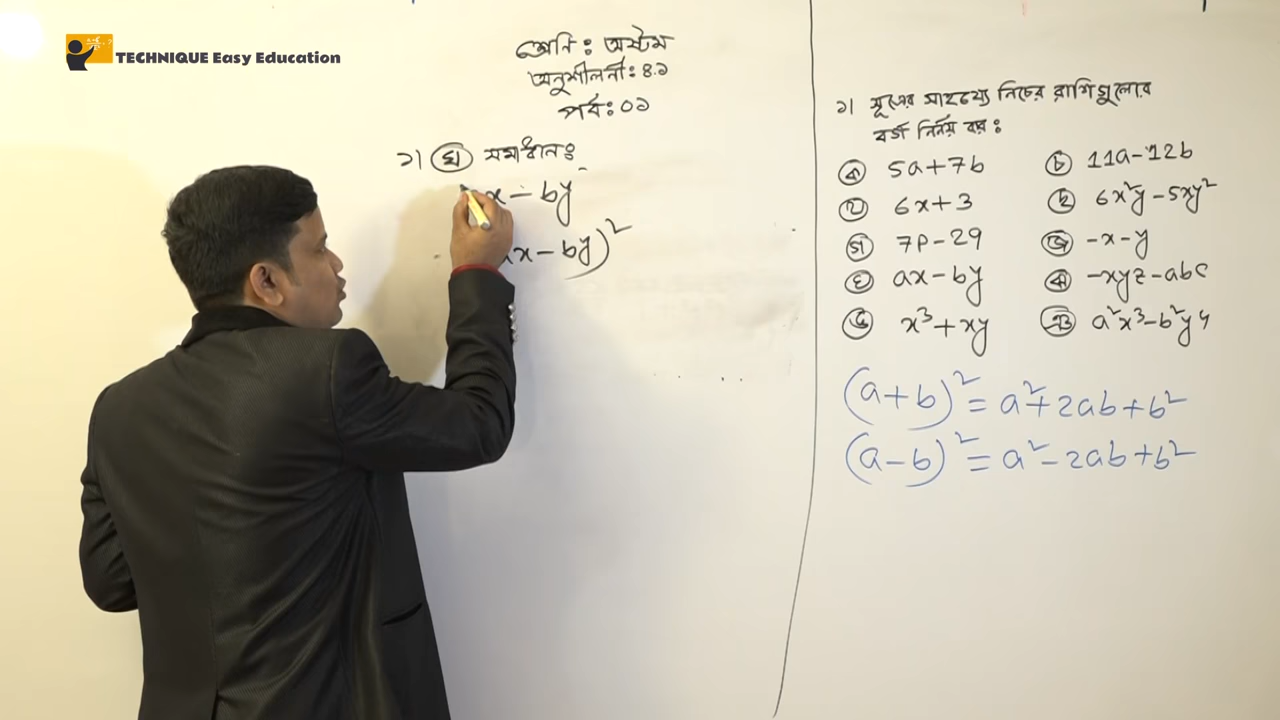 TECHNIQUE Easy Education
শ্রেনি : অষ্টম
অনুশীলনী : ৪.১
পর্ব : ০১
১। ঘ সমাধান :
x - by
x - by)²
১। সূত্রের সাহায্যে নিচের রাশিগুলোর
বর্গ নির্নয় কর :
ক 5a+7b
খ 6x+3
গ 7P-29
ঘ ax-by
ঙ x³+xy
চ 11a-12b
ছ 6x²y-5xy²
জ -x-y
ঝ -xyz-abc
ঞ a²x³-b²y4
(a+b)² = a²+2ab+b²
(a-b)² = a²-2ab+b²